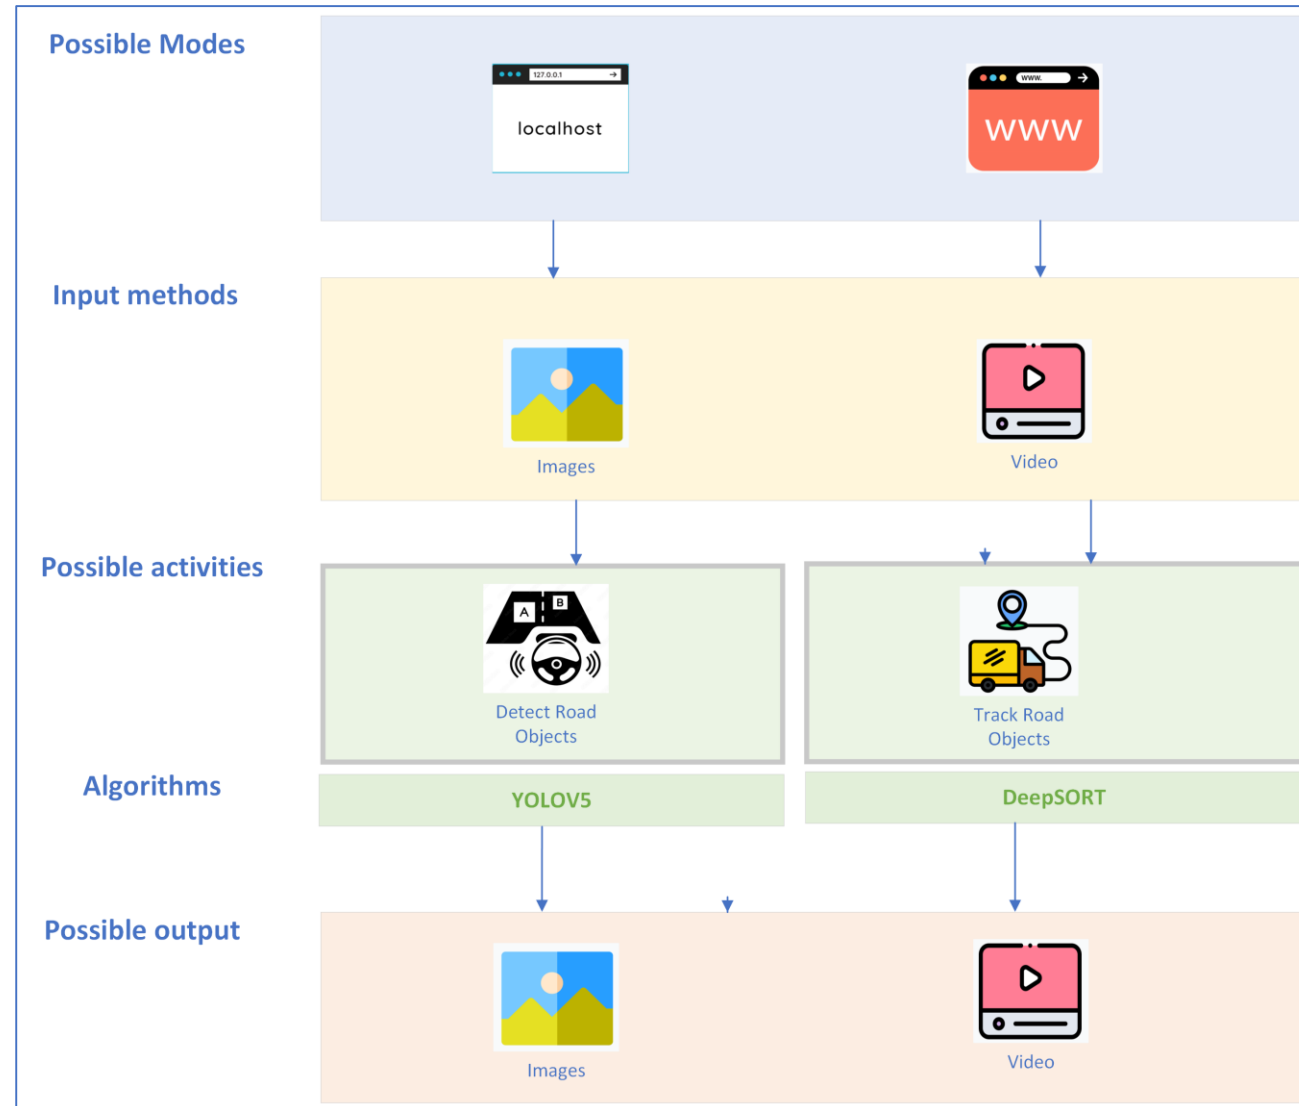 Possible Modes
127.0.0.1
localhost
www.
www
Input methods
Images
Video
Possible activities
A
B
Detect Road
Objects
Track Road
Objects
Algorithms
YOLOV5
DeepSORT
Possible output
Images
Video